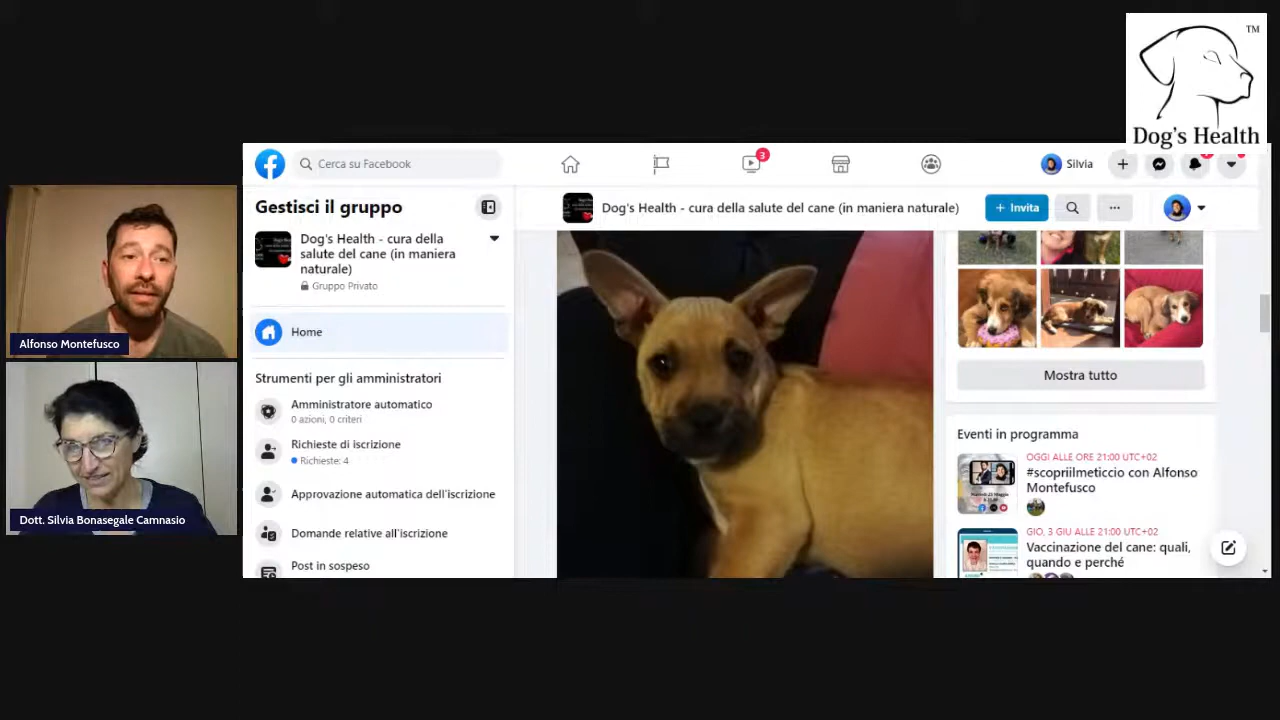 TM
Dog's Health
Cerca su Facebook
3
Silvia
Gestisci il gruppo
Dog's Health - cura della salute del cane (in maniera naturale)
Invita
Dog's Health - cura della
salute del cane (in maniera
naturale)
Gruppo Privato
Home
Strumenti per gli amministratori
Amministratore automatico
0 azioni, 0 criteri
Richieste di iscrizione
Richieste: 4
Approvazione automatica dell'iscrizione
Domande relative all'iscrizione
Post in sospeso
Mostra tutto
Eventi in programma
OGGI ALLE ORE 21:00 UTC+02
#scopriilmeticcio con Alfonso
Montefusco
GIO, 3 GIU ALLE 21:00 UTC+02
Vaccinazione del cane: quali,
quando e perché
Alfonso Montefusco
Dott. Silvia Bonasegale Camnasio